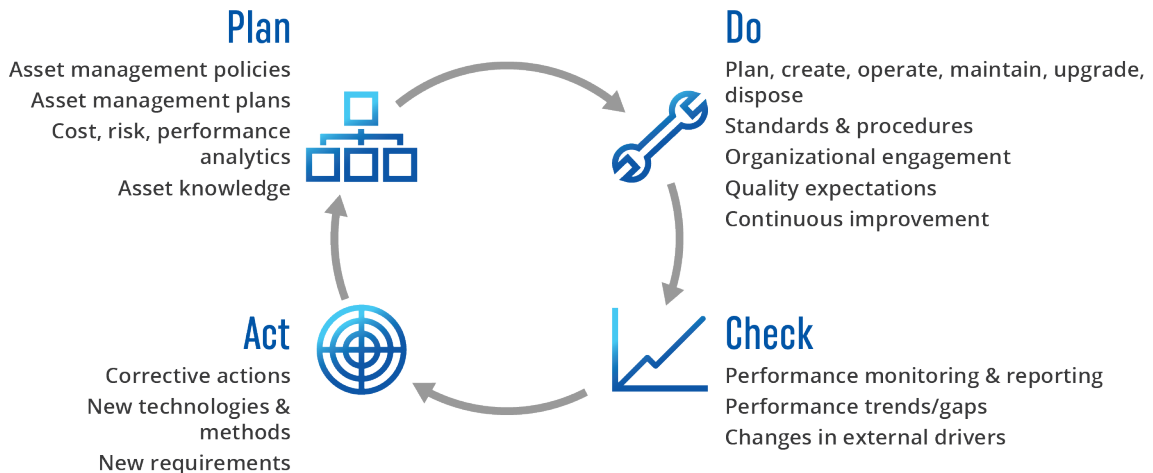 Plan
Asset management policies
Asset management plans
Cost, risk, performance
analytics
Asset knowledge
Do
Plan, create, operate, maintain, upgrade,
dispose
Standards & procedures
Organizational engagement
Quality expectations
Continuous improvement
Act
Corrective actions
New technologies &
methods
New requirements
Check
Performance monitoring & reporting
Performance trends/gaps
Changes in external drivers